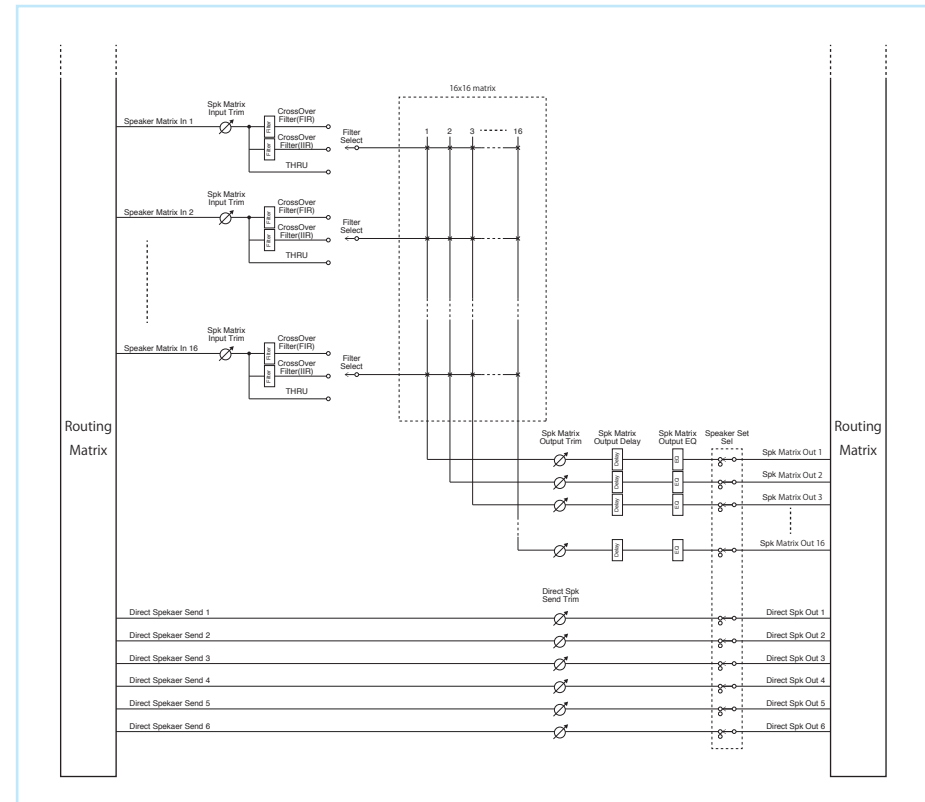 16x16 matrix
1 2 3 16
Spk Matrix
Input Trim
CrossOver
Filter(FIR)
Speaker Matrix In 1
Filter
Filter
CrossOver
Filter(IIR)
Filter
Select
THRU
Spk Matrix
Input Trim
CrossOver
Filter(FIR)
Speaker Matrix In 2
Filter
Filter
CrossOver
Filter(IIR)
Filter
Select
THRU
Spk Matrix
Input Trim
CrossOver
Filter(FIR)
Speaker Matrix In 16
Filter
Filter
CrossOver
Filter(IIR)
Filter
Select
THRU
Routing
Matrix
Routing
Matrix
Spk Matrix
Output Trim
Spk Matrix
Output Delay
Spk Matrix
Output EQ
Speaker Set
Sel
Delay
EQ
Spk Matrix Out 1
Delay
EQ
Spk Matrix Out 2
Delay
EQ
Spk Matrix Out 3
Delay
EQ
Spk Matrix Out 16
Direct Spk
Send Trim
Direct Spekaer Send 1
Direct Spk Out 1
Direct Spekaer Send 2
Direct Spk Out 2
Direct Spekaer Send 3
Direct Spk Out 3
Direct Spekaer Send 4
Direct Spk Out 4
Direct Spekaer Send 5
Direct Spk Out 5
Direct Spekaer Send 6
Direct Spk Out 6